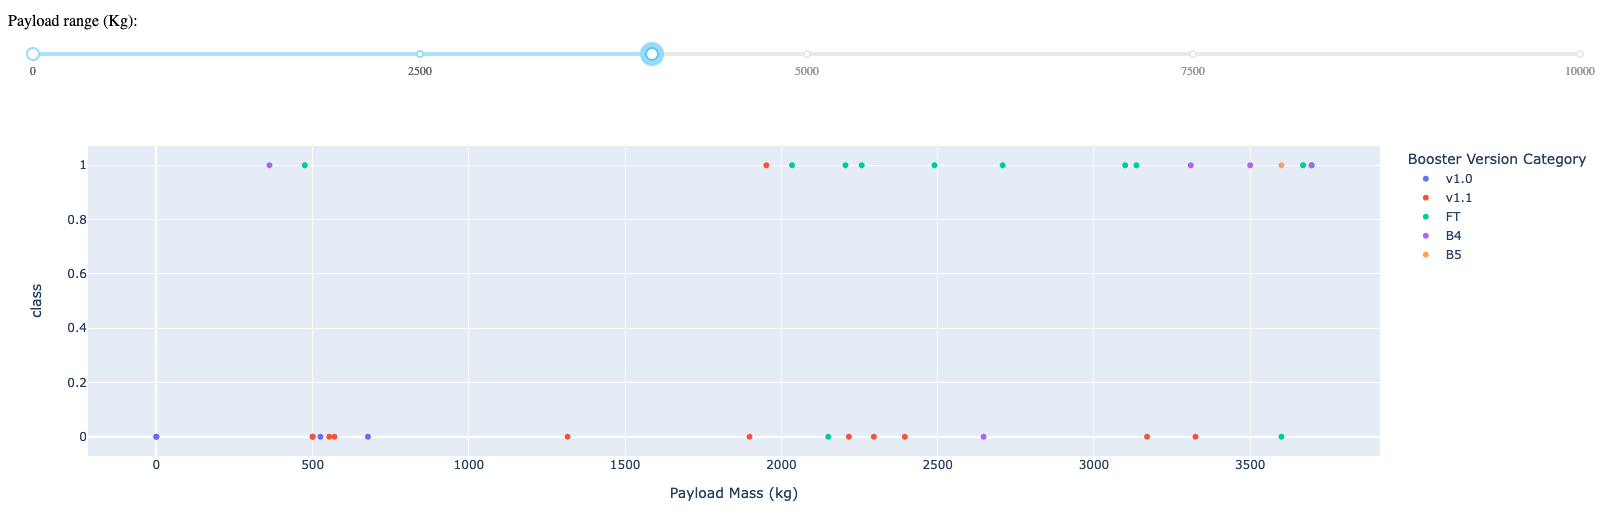 Payload range (Kg):
0 2500 5000 7500 10000
1
0.8
0.6
0.4
0.2
0
class
0 500 1000 1500 2000 2500 3000 3500
Payload Mass (kg)
Booster Version Category
v1.0
v1.1
FT
B4
B5